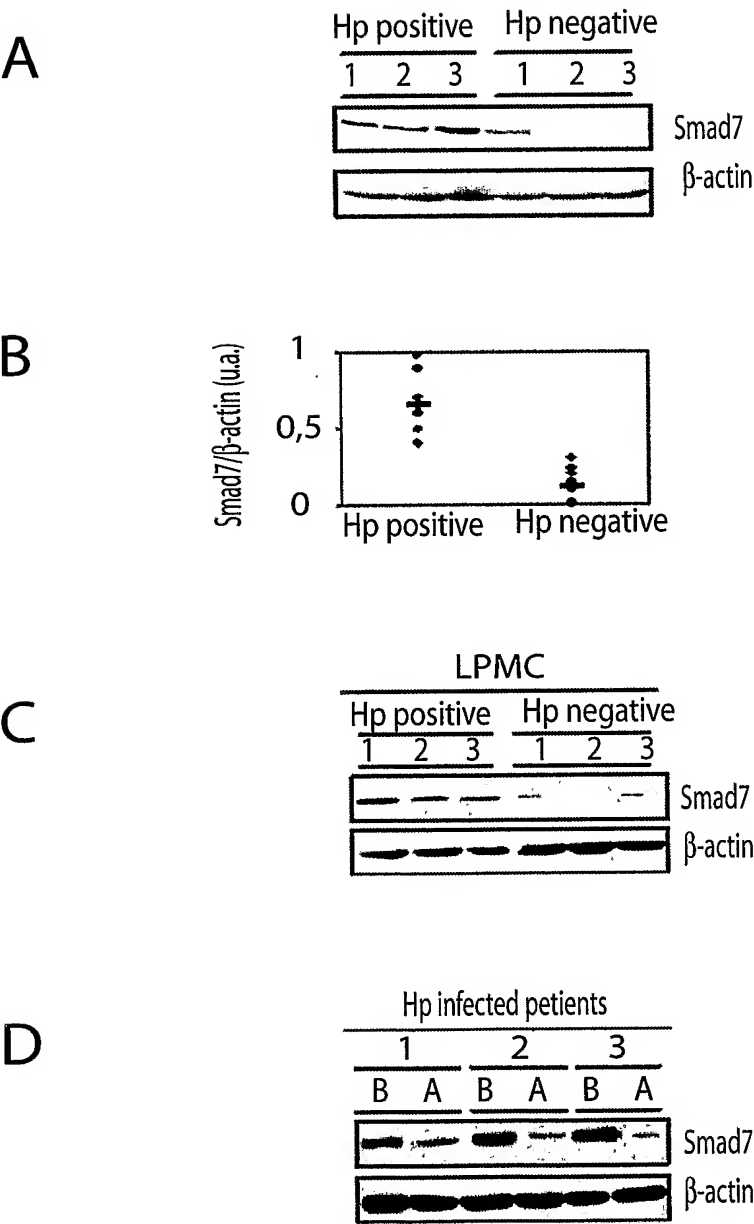 A
Hp positive Hp negative
1 2 3 1 2 3
Smad7
β-actin
B
Smad7/β-actin (u.a.)
1
0,5
0
Hp positive Hp negative
C
LPMC
Hp positive Hp negative
1 2 3 1 2 3
Smad7
β-actin
D
Hp infected petients
1 2 3
B A B A B A
Smad7
β-actin